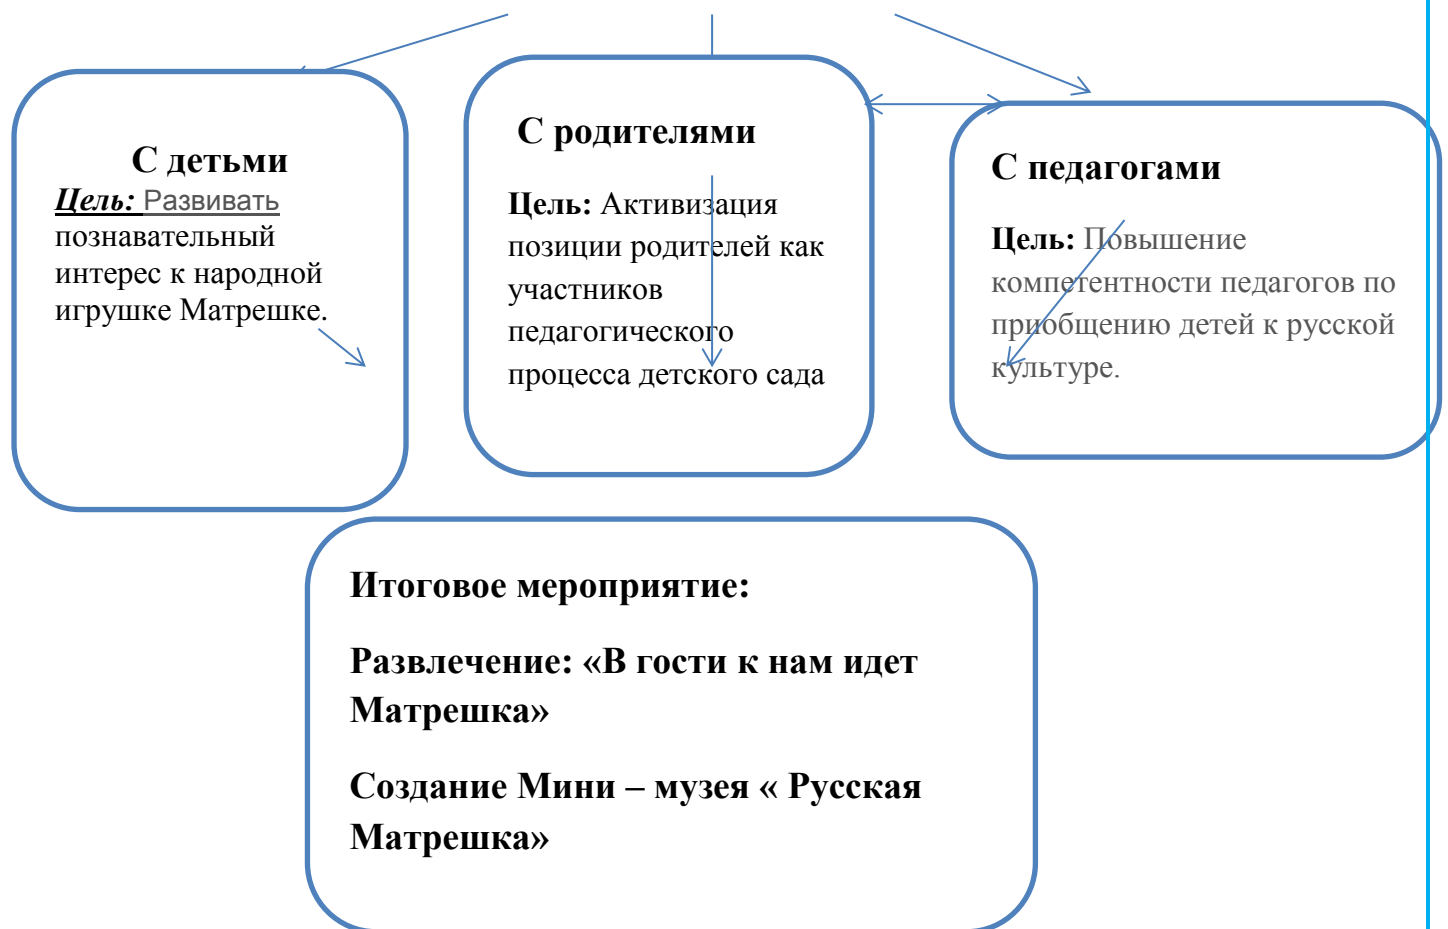 С детьми
Цель: Развивать
познавательный
интерес к народной
игрушке Матрешке.
С родителями
Цель: Активизация
позиции родителей как
участников
педагогического
процесса детского сада
С педагогами
Цель: Повышение
компетентности педагогов по
приобщению детей к русской
культуре.
Итоговое мероприятие:
Развлечение: «В гости к нам идет
Матрешка»
Создание Мини – музея « Русская
Матрешка»